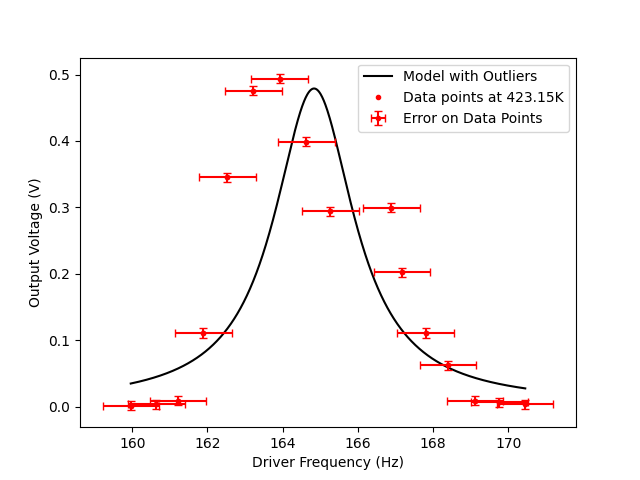 Model with Outliers
Data points at 423.15K
Error on Data Points
0.5
0.4
0.3
0.2
0.1
0.0
Output Voltage (V)
160 162 164 166 168 170
Driver Frequency (Hz)